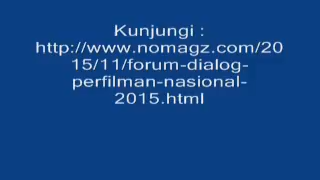 Kunjungi :
http://www.nomagz.com/20
15/11/forum-dialog-
perfilman-nasional-
2015.html